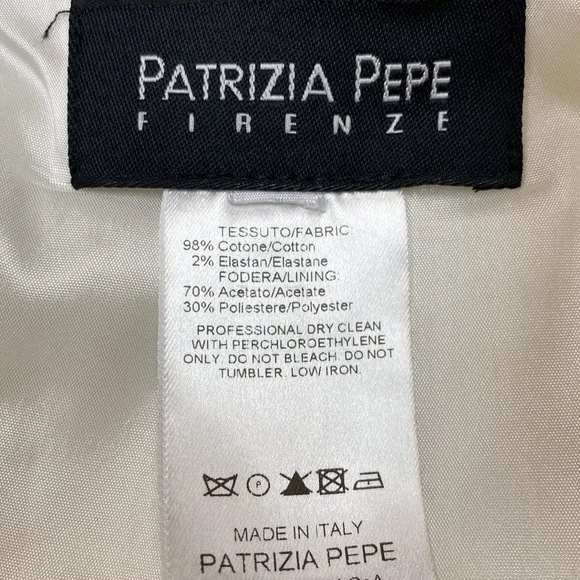 PATRIZIA PEPE
FIRENZE
TESSUTO/FABRIC:
98% Cotone/Cotton
2% Elastan/Elastane
FODERA/LINING:
70% Acetato/Acetate
30% Poliestere/Polyester
PROFESSIONAL DRY CLEAN
WITH PERCHLOROETHYLENE
ONLY. DO NOT BLEACH. DO NOT
TUMBLER. LOW IRON.
P
MADE IN ITALY
PATRIZIA PEPE